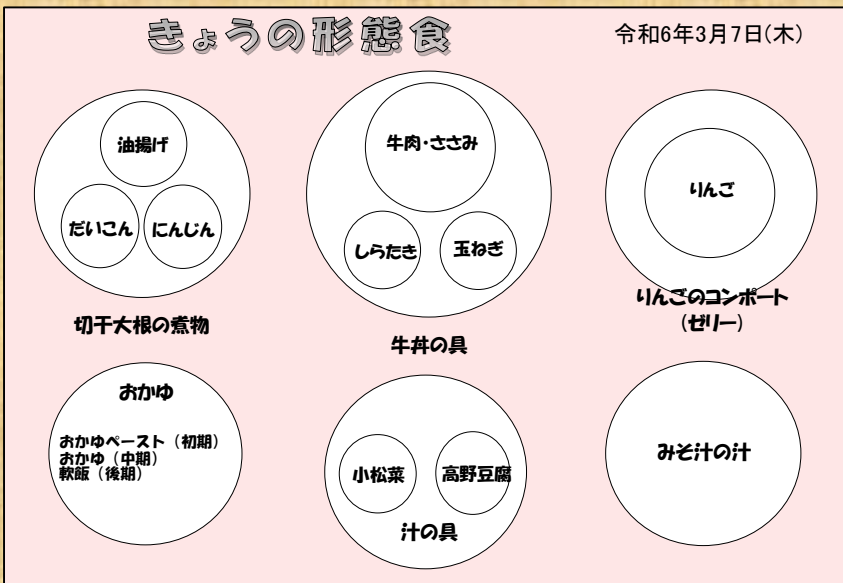 きょうの形態食
令和6年3月7日(木)
油揚げ
だいこん
にんじん
切干大根の煮物
牛肉・ささみ
しらたき
玉ねぎ
牛丼の具
りんご
りんごのコンポート
(ゼリー)
おかゆ
おかゆペースト（初期）
おかゆ（中期）
軟飯（後期）
小松菜
高野豆腐
汁の具
みそ汁の汁